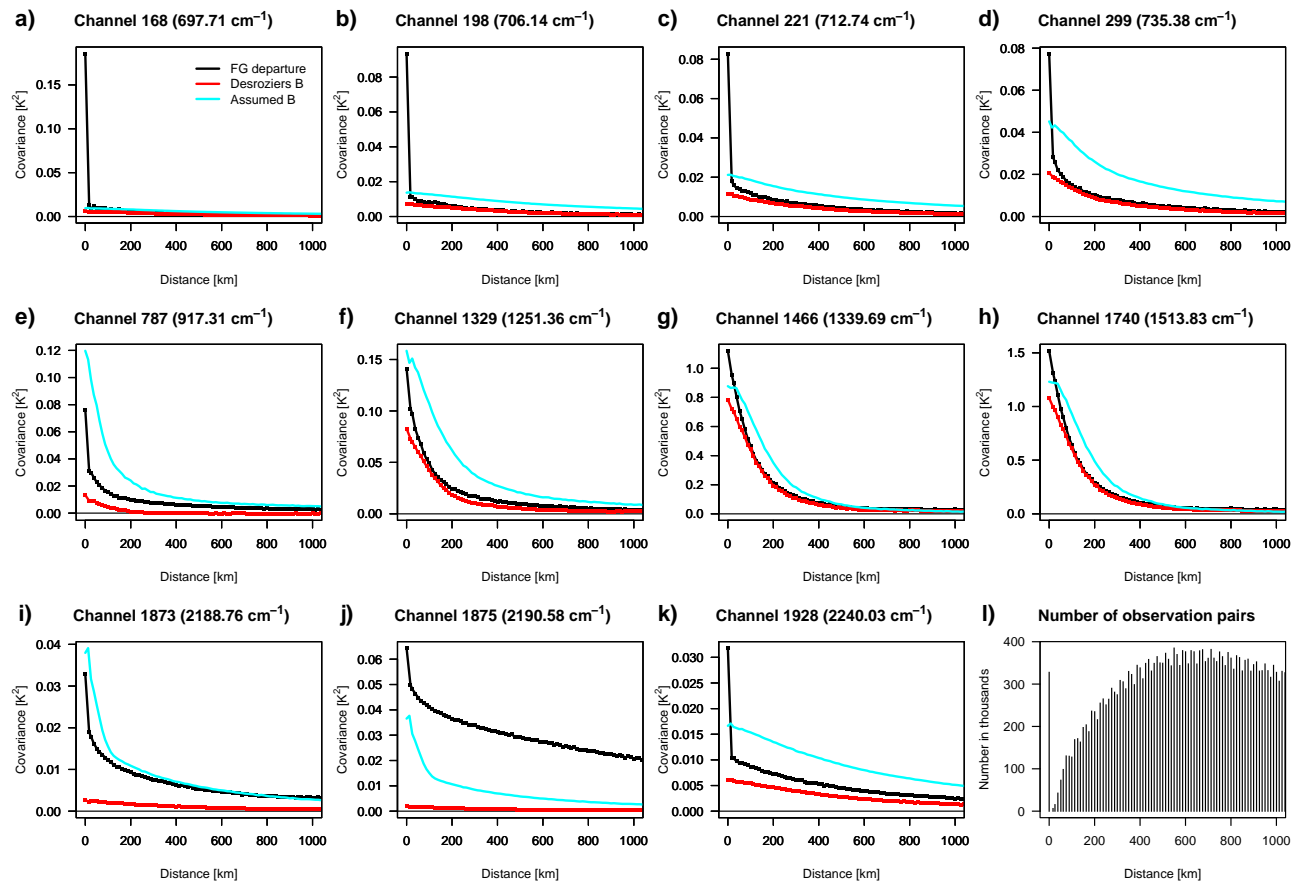 a) Channel 168 (697.71 cm⁻¹)
Covariance [K²]
0.15
0.10
0.05
0.00
FG departure
Desroziers B
Assumed B
0 200 400 600 800 1000
Distance [km]
b) Channel 198 (706.14 cm⁻¹)
Covariance [K²]
0.08
0.06
0.04
0.02
0.00
0 200 400 600 800 1000
Distance [km]
c) Channel 221 (712.74 cm⁻¹)
Covariance [K²]
0.08
0.06
0.04
0.02
0.00
0 200 400 600 800 1000
Distance [km]
d) Channel 299 (735.38 cm⁻¹)
Covariance [K²]
0.08
0.06
0.04
0.02
0.00
0 200 400 600 800 1000
Distance [km]
e) Channel 787 (917.31 cm⁻¹)
Covariance [K²]
0.12
0.10
0.08
0.06
0.04
0.02
0.00
0 200 400 600 800 1000
Distance [km]
f) Channel 1329 (1251.36 cm⁻¹)
Covariance [K²]
0.15
0.10
0.05
0.00
0 200 400 600 800 1000
Distance [km]
g) Channel 1466 (1339.69 cm⁻¹)
Covariance [K²]
1.0
0.8
0.6
0.4
0.2
0.0
0 200 400 600 800 1000
Distance [km]
h) Channel 1740 (1513.83 cm⁻¹)
Covariance [K²]
1.5
1.0
0.5
0.0
0 200 400 600 800 1000
Distance [km]
i) Channel 1873 (2188.76 cm⁻¹)
Covariance [K²]
0.04
0.03
0.02
0.01
0.00
0 200 400 600 800 1000
Distance [km]
j) Channel 1875 (2190.58 cm⁻¹)
Covariance [K²]
0.06
0.05
0.04
0.03
0.02
0.01
0.00
0 200 400 600 800 1000
Distance [km]
k) Channel 1928 (2240.03 cm⁻¹)
Covariance [K²]
0.030
0.025
0.020
0.015
0.010
0.005
0.000
0 200 400 600 800 1000
Distance [km]
l) Number of observation pairs
Number in thousands
400
300
200
100
0
0 200 400 600 800 1000
Distance [km]